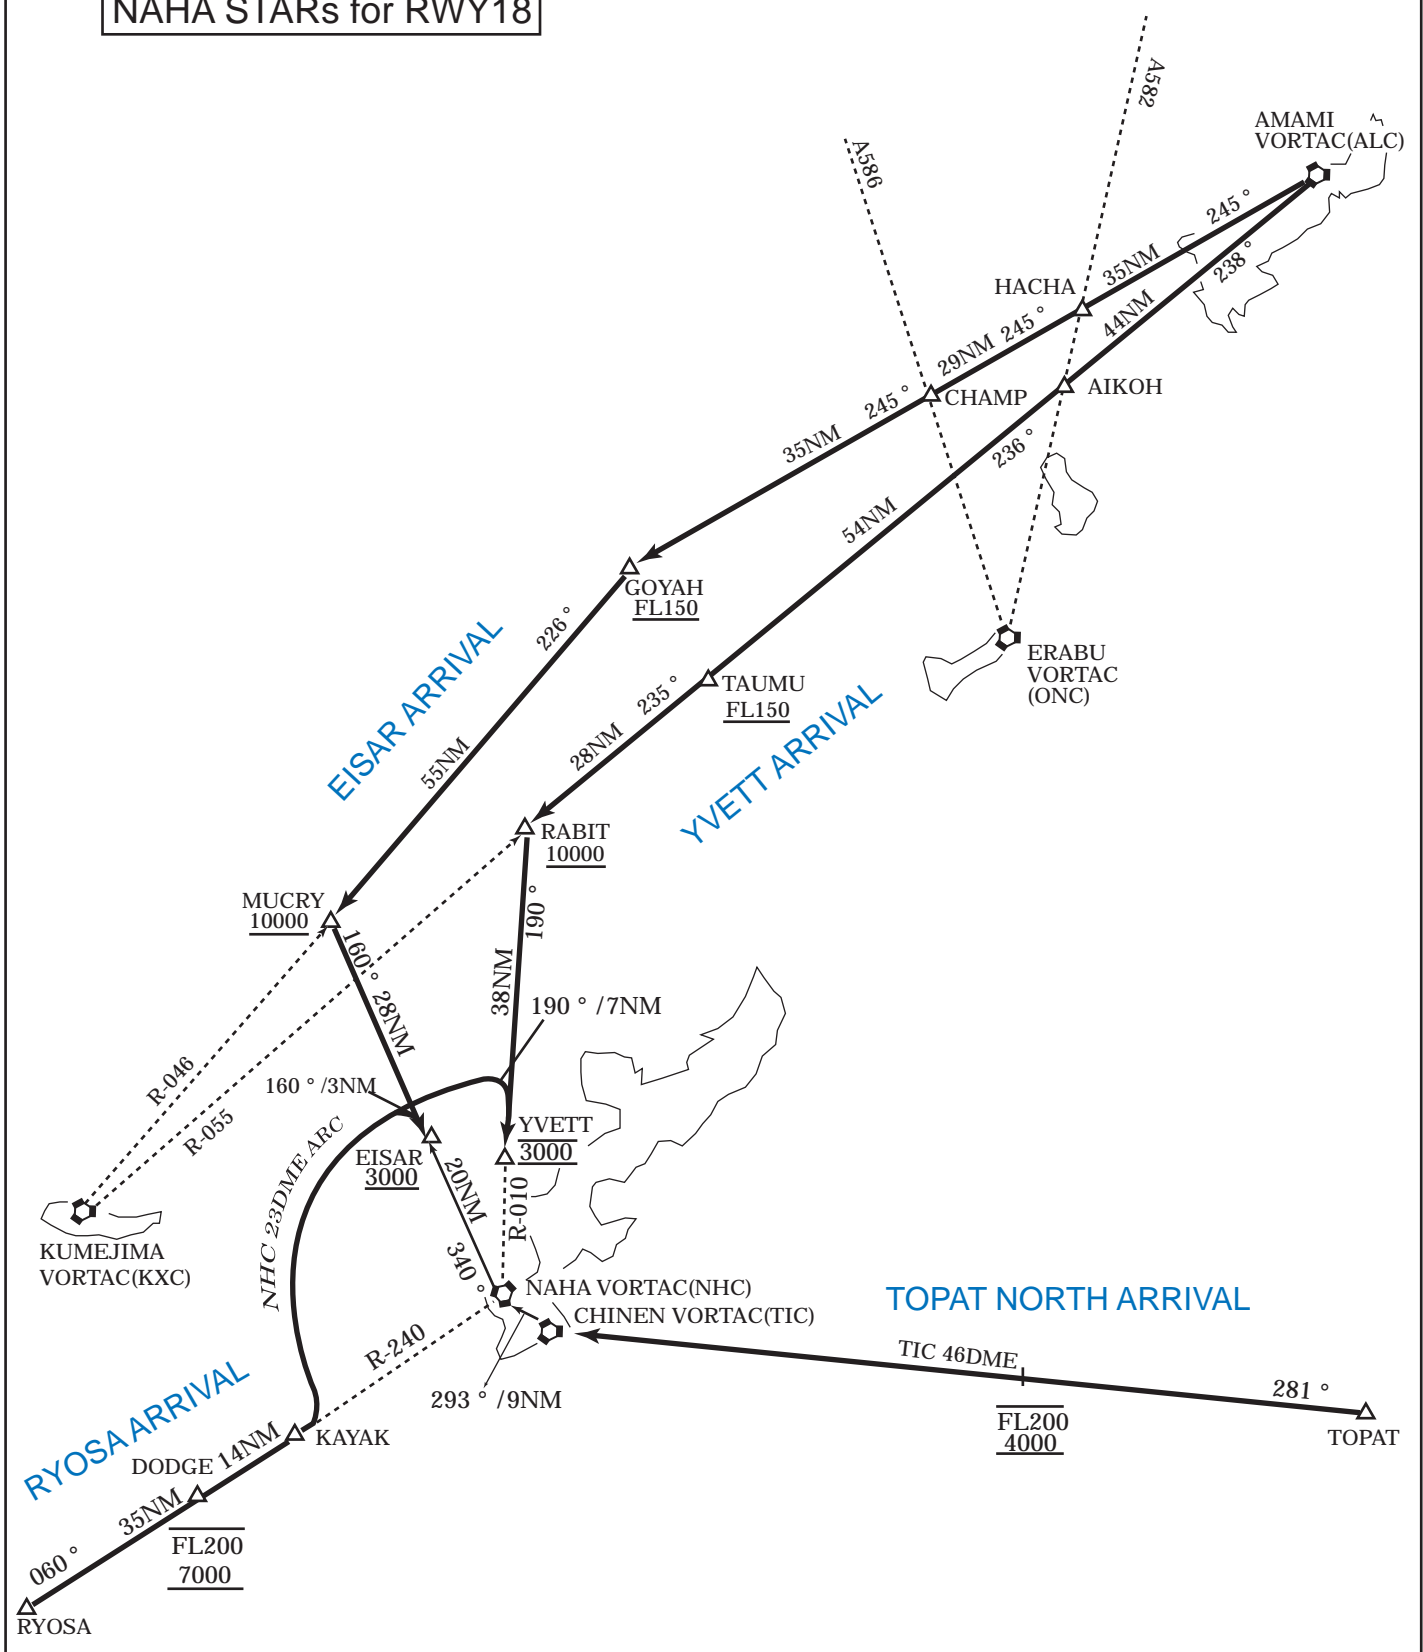 NAHA STARs for RWY18
A582
A586
AMAMI
VORTAC(ALC)
245°
35NM
238°
HACHA
44NM
29NM 245°
CHAMP
AIKOH
245°
35NM
236°
54NM
GOYAH
FL150
226°
ERABU
VORTAC
(ONC)
EISAR ARRIVAL
TAUMU
FL150
235°
28NM
YVETT ARRIVAL
55NM
RABIT
10000
MUCRY
10000
190°
38NM
160° 28NM
190° /7NM
R-046
R-055
160° /3NM
NHC 23DME ARC
YVETT
3000
EISAR
3000
20NM
340°
R-010
KUMEJIMA
VORTAC(KXC)
NAHA VORTAC(NHC)
CHINEN VORTAC(TIC)
TOPAT NORTH ARRIVAL
R-240
TIC 46DME
281°
293° /9NM
FL200
4000
TOPAT
RYOSA ARRIVAL
KAYAK
14NM
DODGE
35NM
FL200
7000
060°
RYOSA